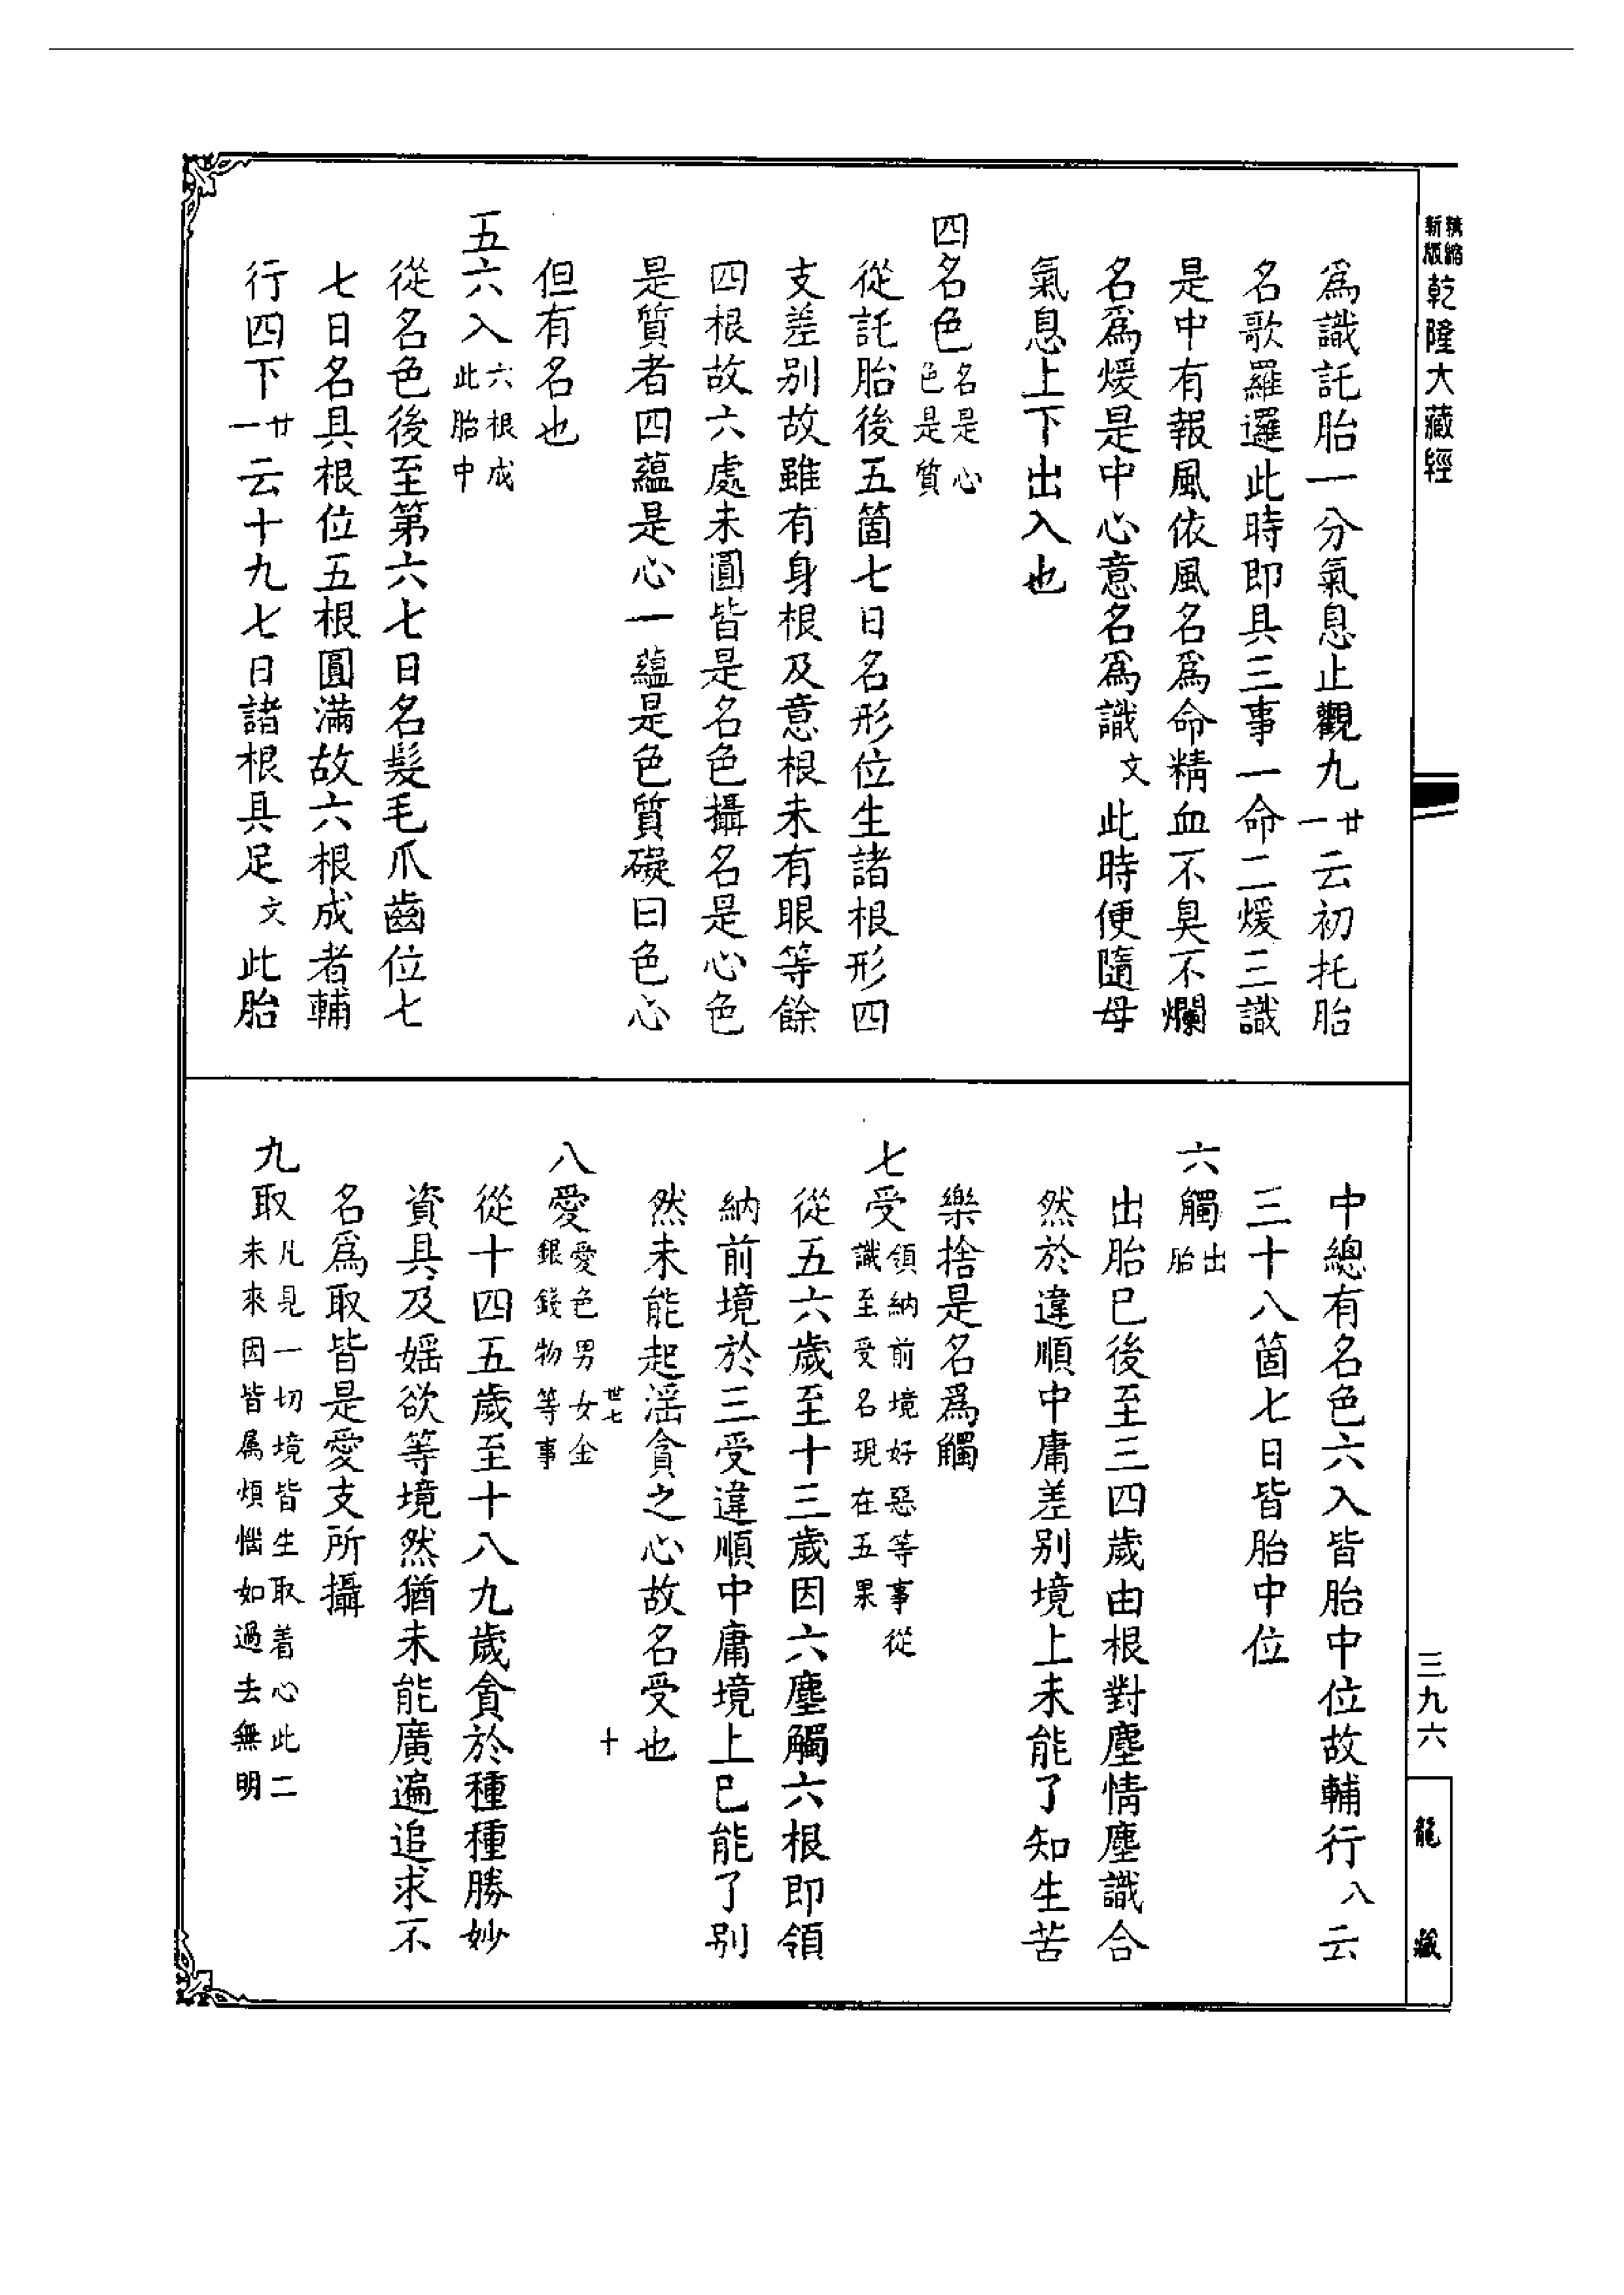 精縮新版乾隆大藏經
為識託胎一分氣息止觀九廿一云初托胎
名歌羅邏此時即具三事一命二煖三識
是中有報風依風名為命精血不臭不爛
名為煖是中心意名為識文此時便隨母
氣息上下出入也
四名色名是心色是質
從託胎後五箇七日名形位生諸根形四
支差別故雖有身根及意根未有眼等餘
四根故六處未圓皆是名色攝名是心色
是質者四蘊是心一蘊是色質礙曰色心
但有名也
五六入六根成此胎中
從名色後至第六七日名髮毛爪齒位七
七日名具根位五根圓滿故六根成者輔
行四下廿一云十九七日諸根具足文此胎
中總有名色六入皆胎中位故輔行八云
三十八箇七日皆胎中位
六觸出胎
出胎已後至三四歲由根對塵情塵識合
然於違順中庸差別境上未能了知生苦
樂捨是名為觸
七受領納前境好惡等事從識至受名現在五果
從五六歲至十三歲因六塵觸六根即領
納前境於三受違順中庸境上已能了別
然未能起淫貪之心故名受也
世七
十
八愛愛色男女金銀錢物等事
從十四五歲至十八九歲貪於種種勝妙
資具及婬欲等境然猶未能廣遍追求不
名為取皆是愛支所攝
九取凡見一切境皆生取着心此二未來因皆屬煩惱如過去無明
三九六
龍藏